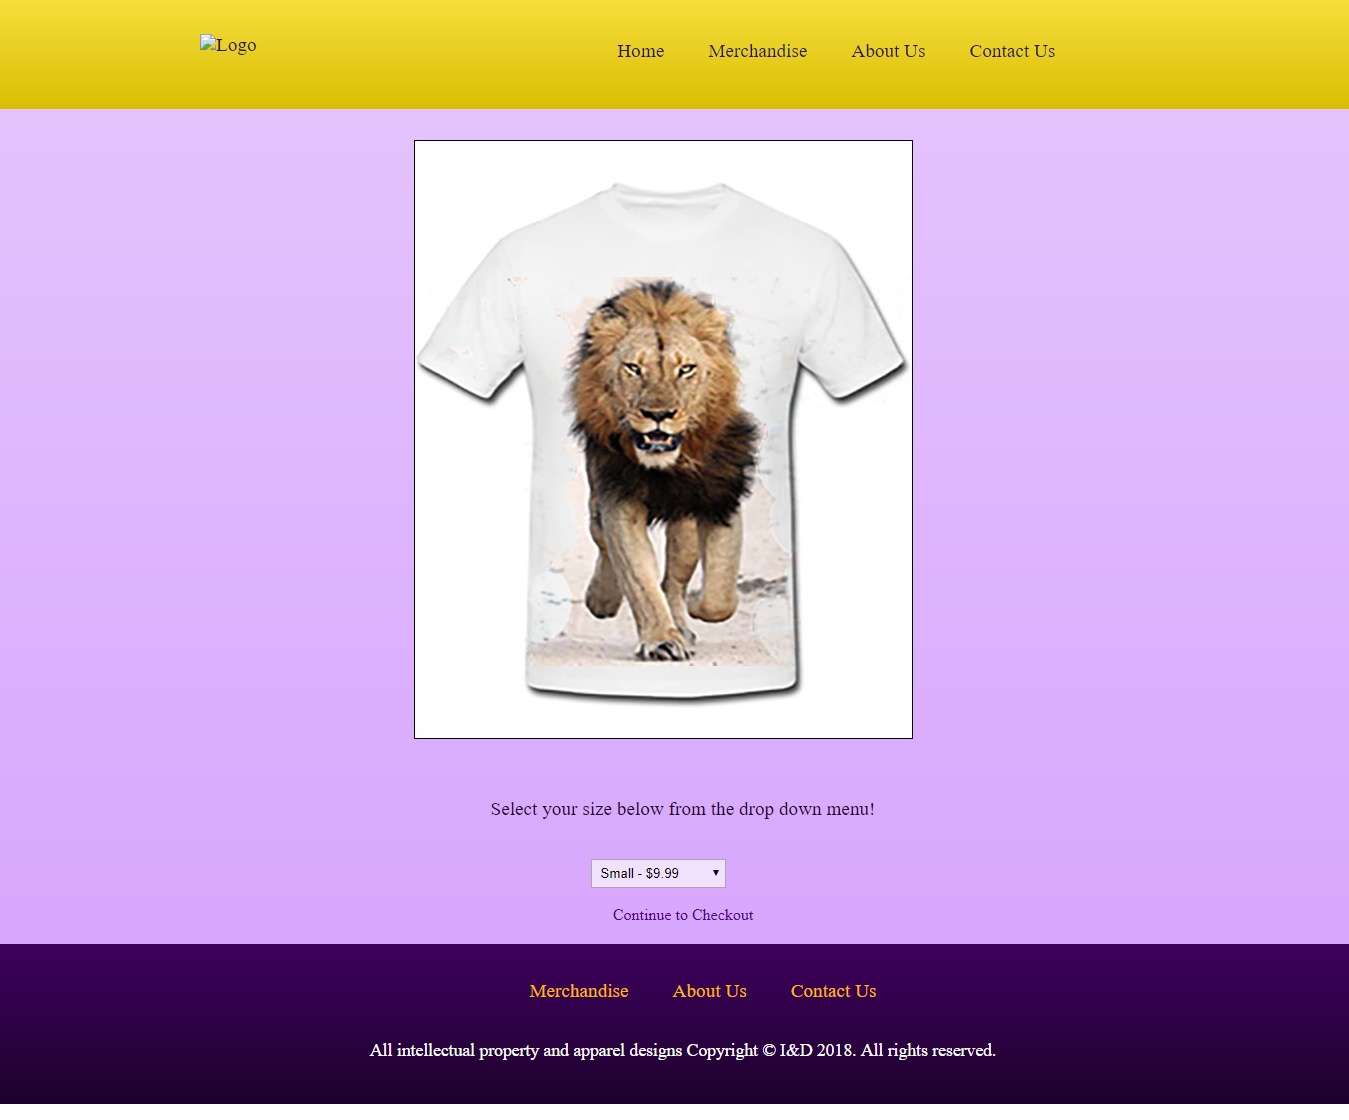 Logo
Home Merchandise About Us Contact Us
Select your size below from the drop down menu!
Small - $9.99
Continue to Checkout
Merchandise About Us Contact Us
All intellectual property and apparel designs Copyright © I&D 2018. All rights reserved.